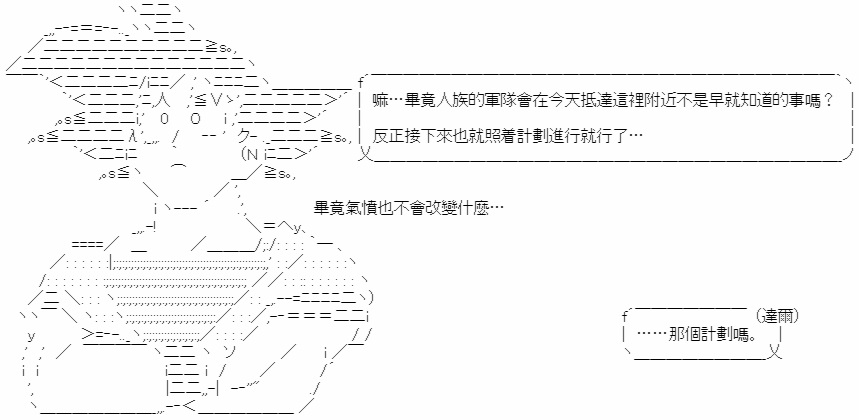 嘛…畢竟人族的軍隊會在今天抵達這裡附近不是早就知道的事嗎?
反正接下來也就照着計劃進行就行了…
畢竟氣憤也不會改變什麼…
(達爾)
……那個計劃嗎。